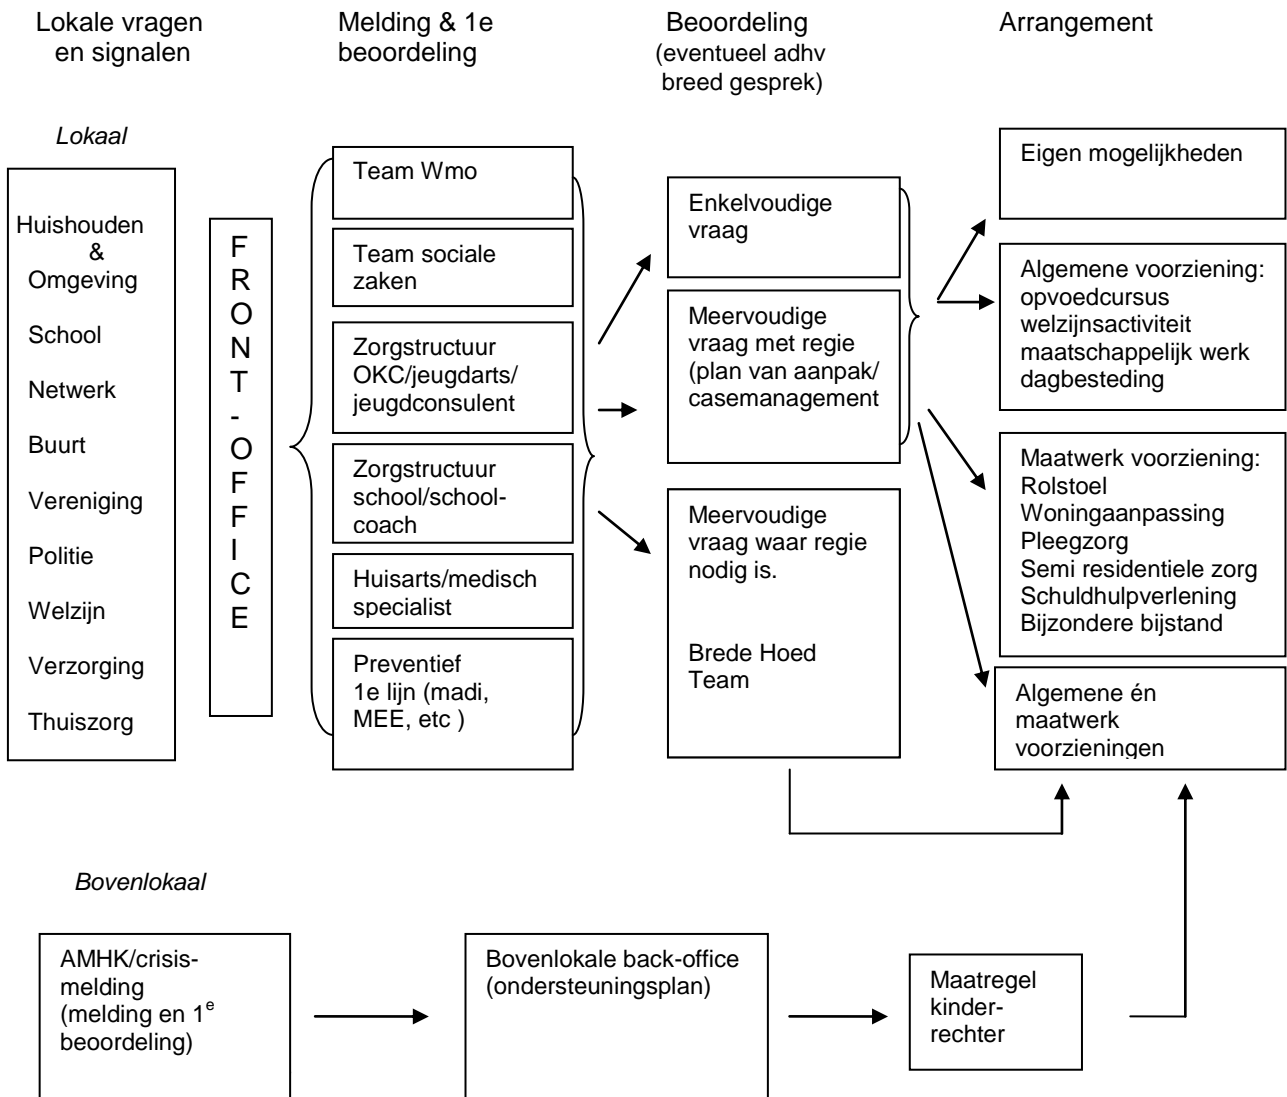 Lokale vragen
en signalen
Melding & 1e
beoordeling
Beoordeling
(eventueel adhv
breed gesprek)
Arrangement
Lokaal
Huishouden
&
Omgeving
School
Netwerk
Buurt
Vereniging
Politie
Welzijn
Verzorging
Thuiszorg
F
R
O
N
T
-
O
F
F
I
C
E
Team Wmo
Team sociale
zaken
Zorgstructuur
OKC/jeugdarts/
jeugdconsulent
Zorgstructuur
school/school-
coach
Huisarts/medisch
specialist
Preventief
1e lijn (madi,
MEE, etc )
Enkelvoudige
vraag
Meervoudige
vraag met regie
(plan van aanpak/
casemanagement
Meervoudige
vraag waar regie
nodig is.
Brede Hoed
Team
Eigen mogelijkheden
Algemene voorziening:
opvoedcursus
welzijnsactiviteit
maatschappelijk werk
dagbesteding
Maatwerk voorziening:
Rolstoel
Woningaanpassing
Pleegzorg
Semi residentiele zorg
Schuldhulpverlening
Bijzondere bijstand
Algemene én
maatwerk
voorzieningen
Bovenlokaal
AMHK/crisis-
melding
(melding en 1e
beoordeling)
Bovenlokale back-office
(ondersteuningsplan)
Maatregel
kinder-
rechter